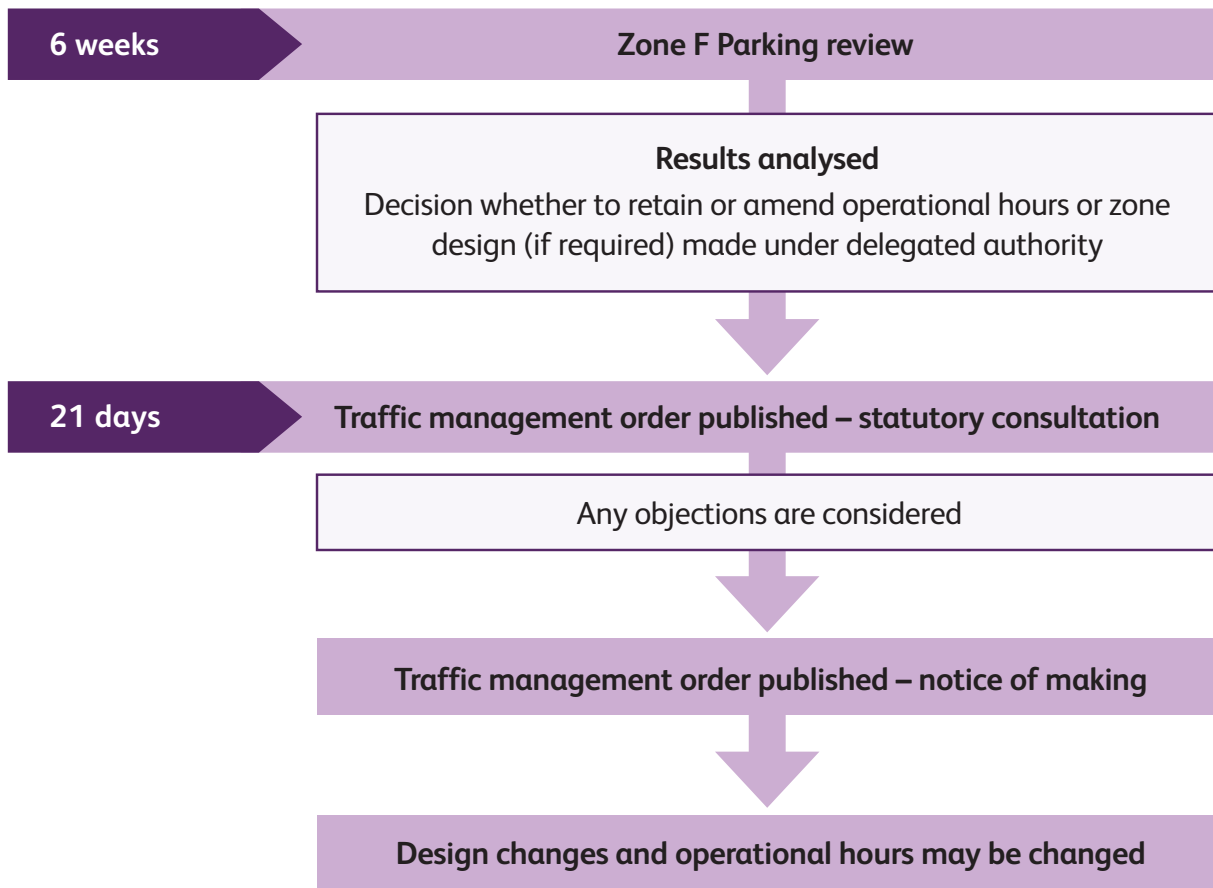 6 weeks
Zone F Parking review
Results analysed
Decision whether to retain or amend operational hours or zone
design (if required) made under delegated authority
21 days
Traffic management order published – statutory consultation
Any objections are considered
Traffic management order published – notice of making
Design changes and operational hours may be changed